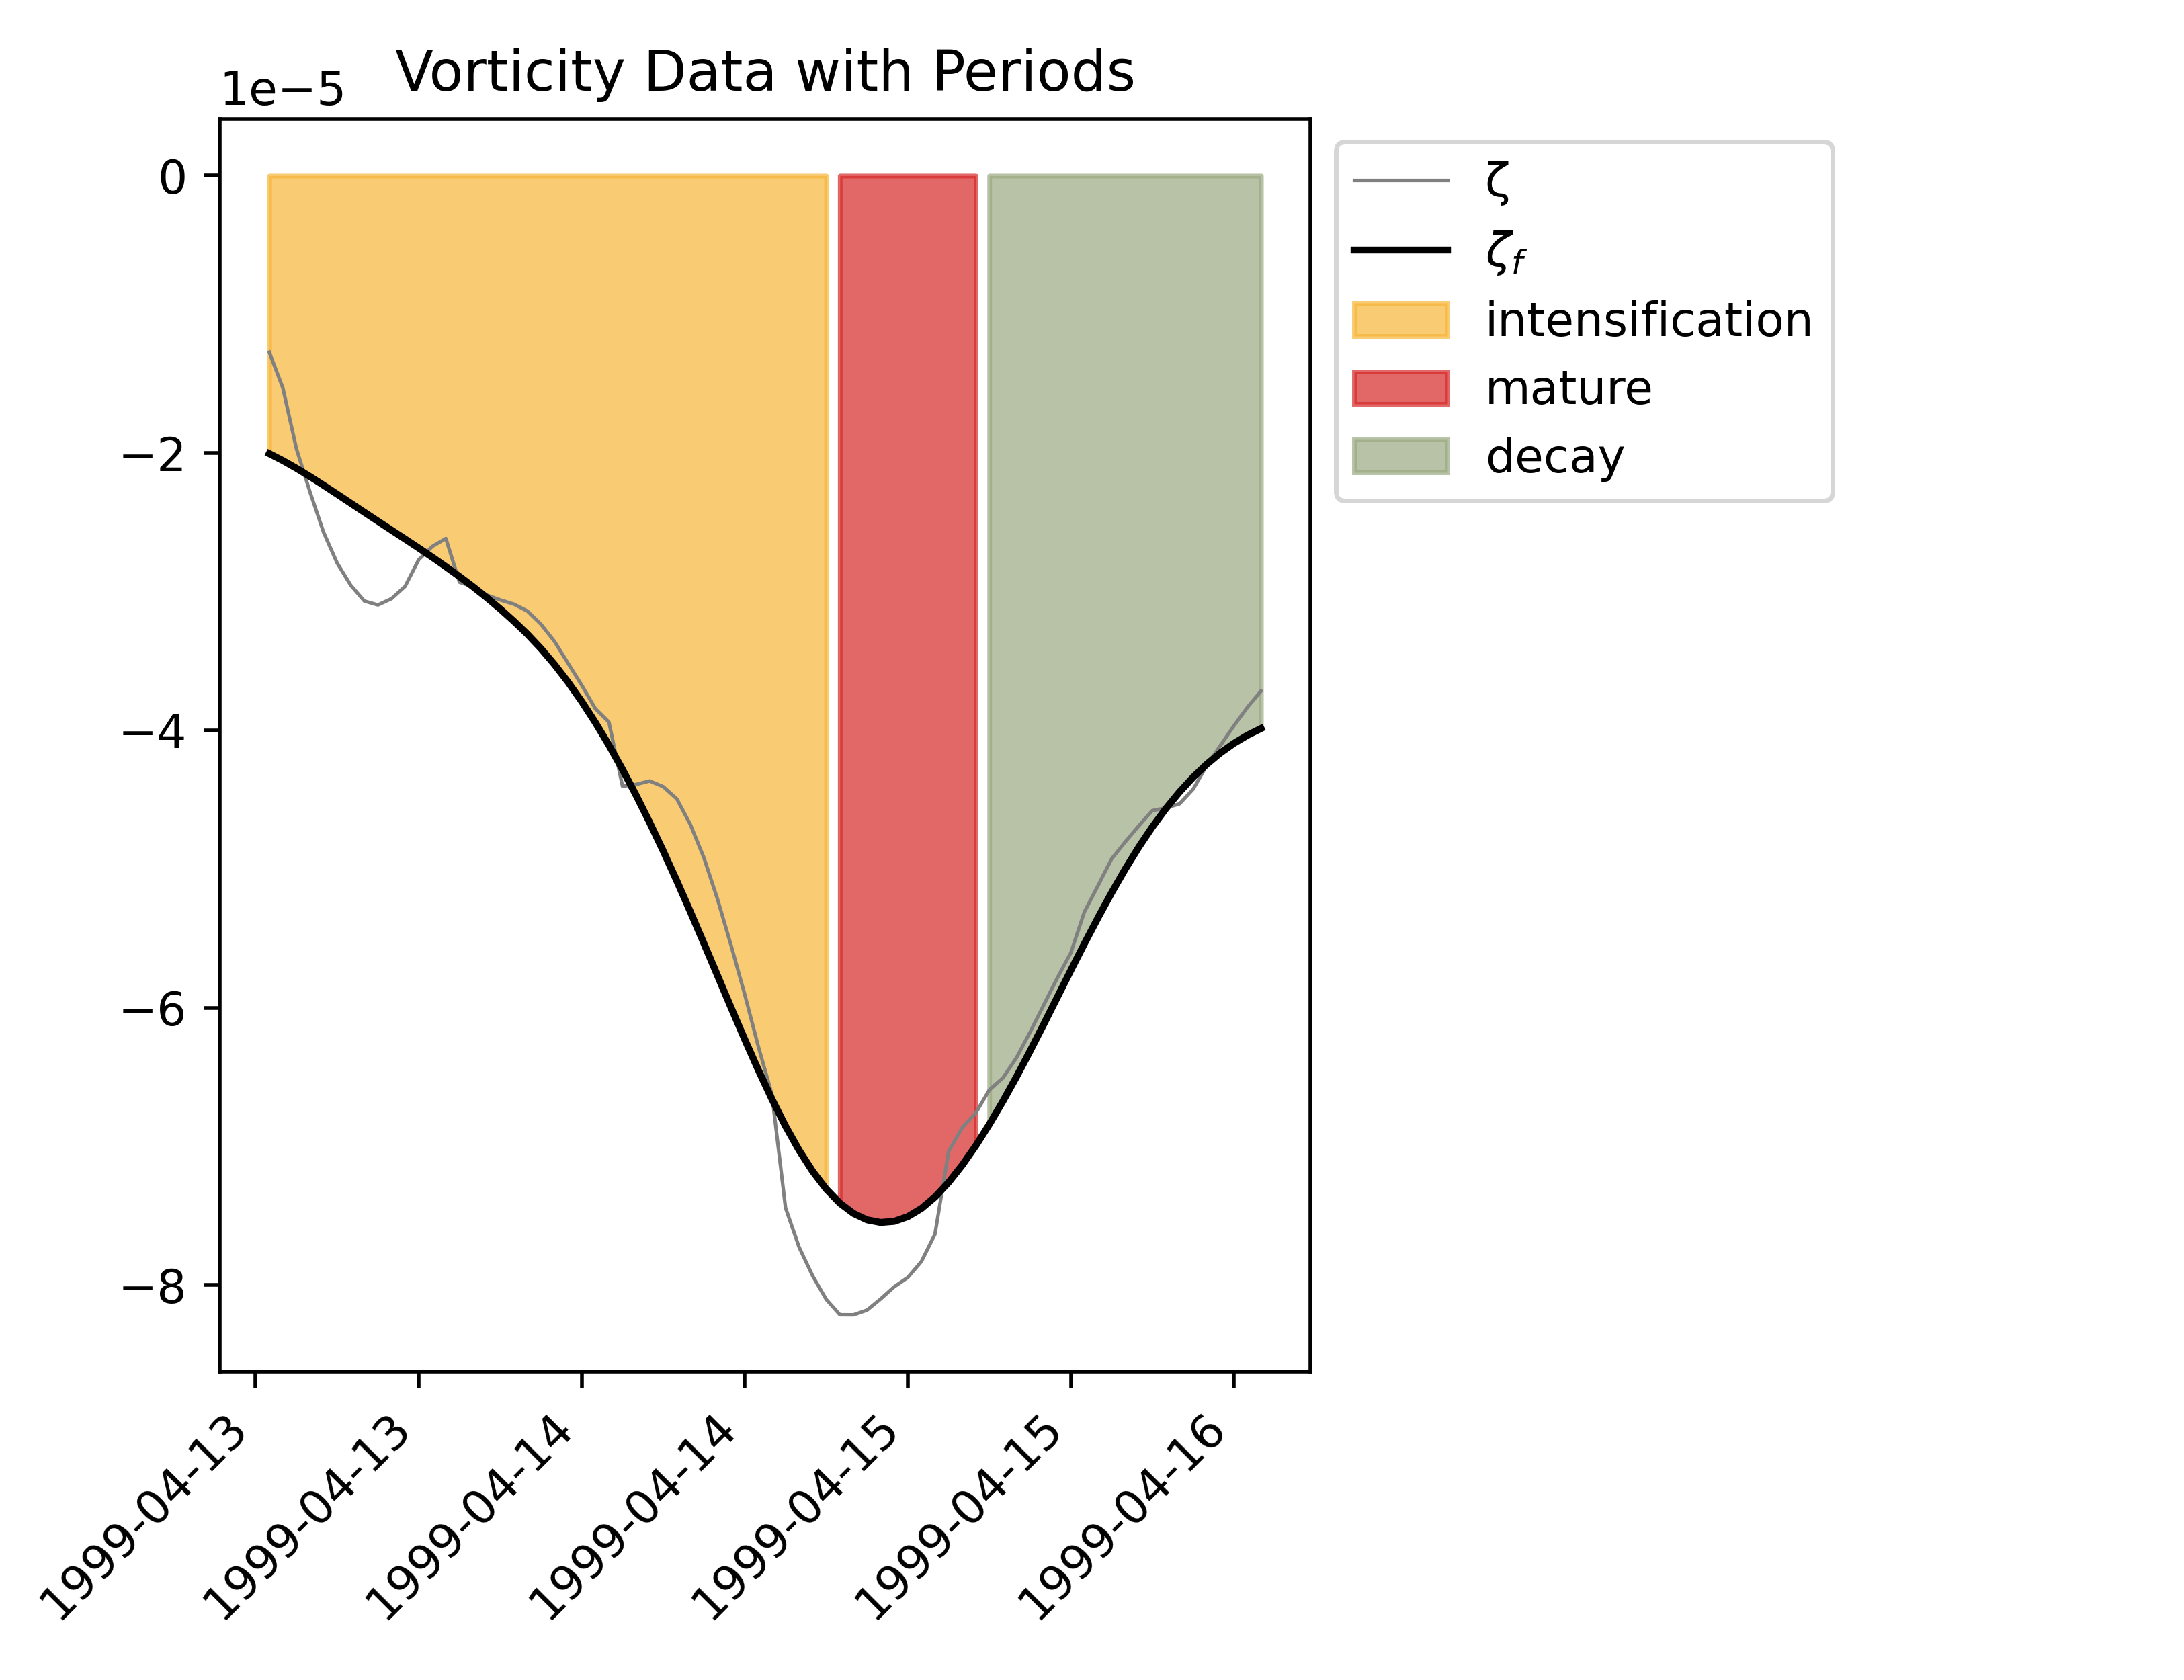 Vorticity Data with Periods
1e−5
0
−2
−4
−6
−8
1999-04-13
1999-04-13
1999-04-14
1999-04-14
1999-04-15
1999-04-15
1999-04-16
ζ
ζf
intensification
mature
decay